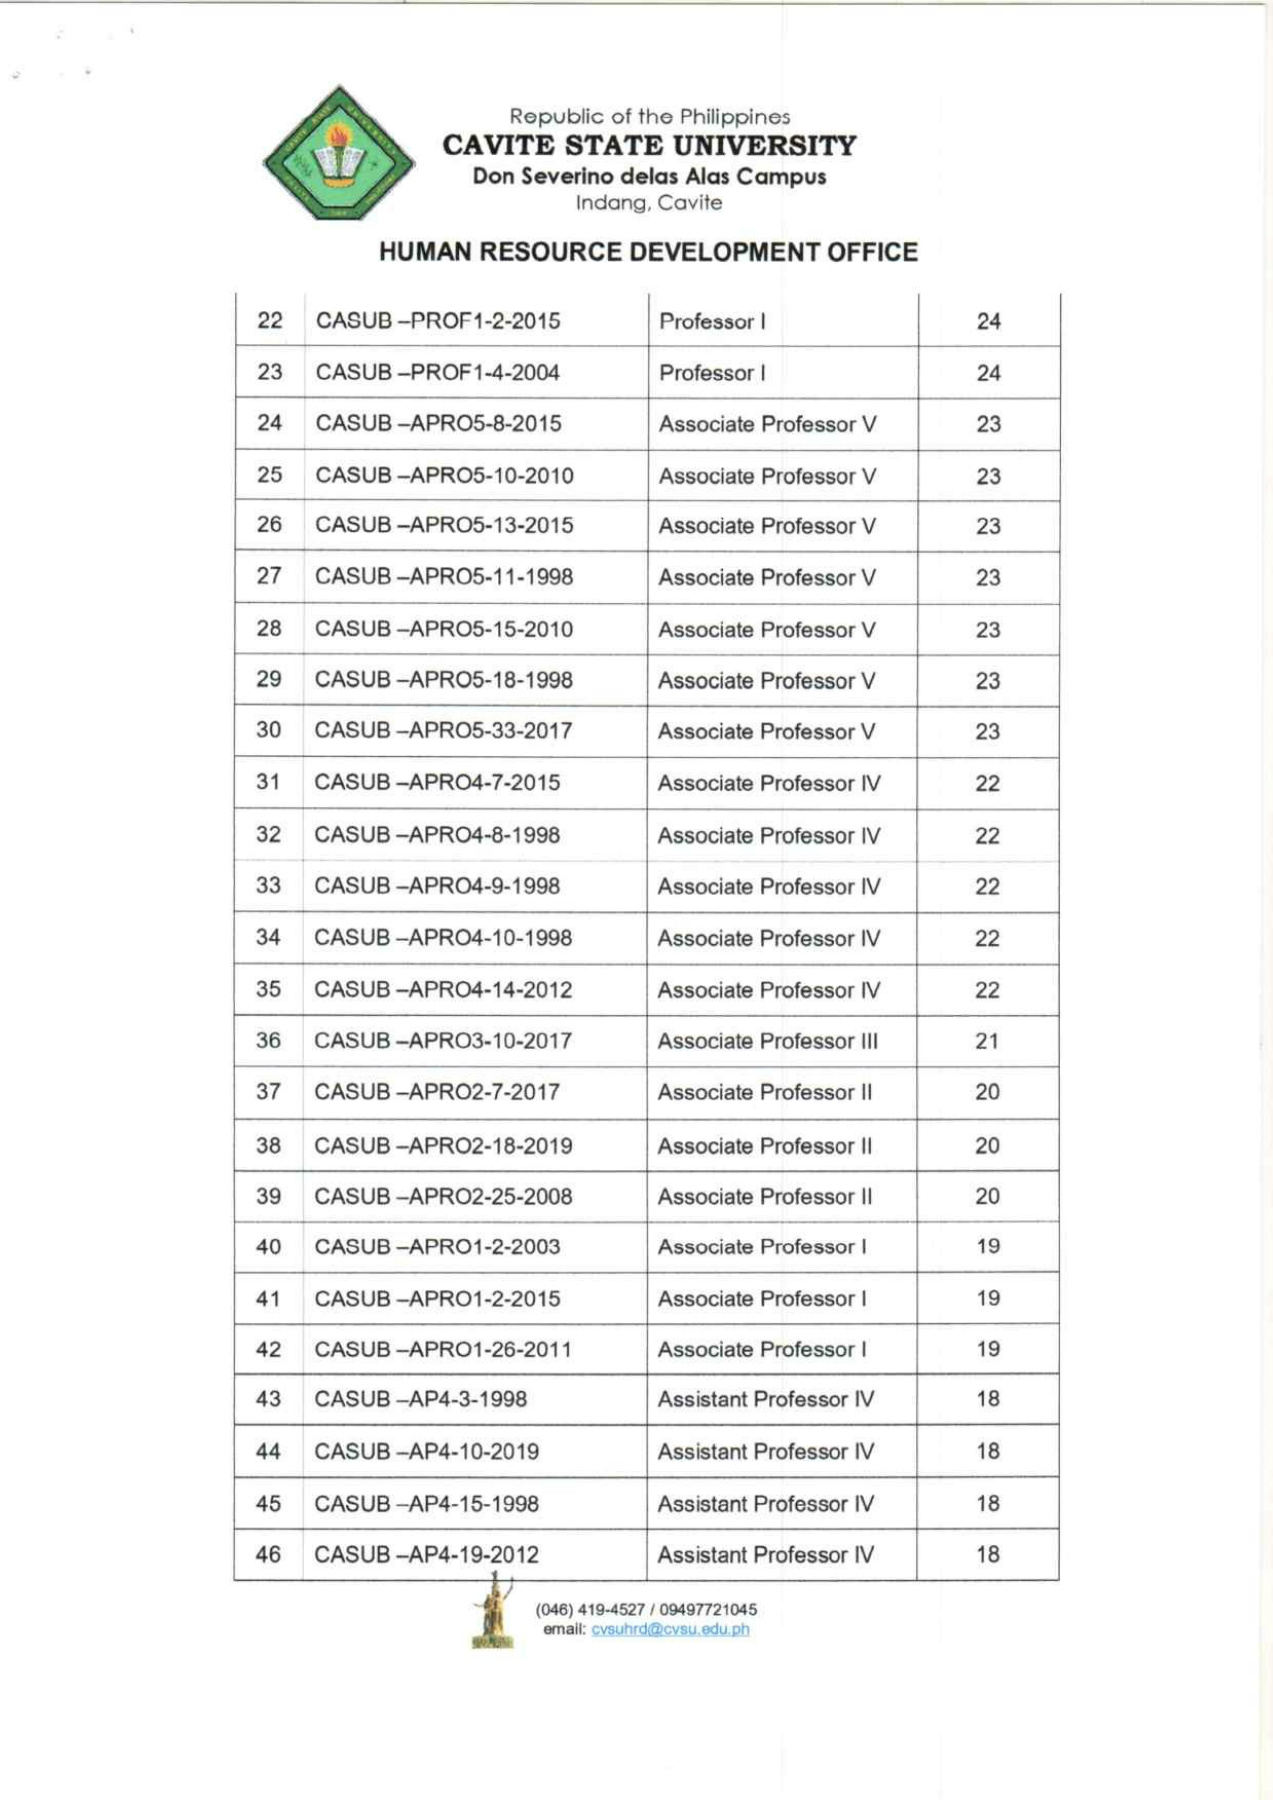 Republic of the Philippines
CAVITE STATE UNIVERSITY
Don Severino delas Alas Campus
Indang, Cavite
HUMAN RESOURCE DEVELOPMENT OFFICE
22 CASUB –PROF1-2-2015 Professor I 24
23 CASUB –PROF1-4-2004 Professor I 24
24 CASUB –APRO5-8-2015 Associate Professor V 23
25 CASUB –APRO5-10-2010 Associate Professor V 23
26 CASUB –APRO5-13-2015 Associate Professor V 23
27 CASUB –APRO5-11-1998 Associate Professor V 23
28 CASUB –APRO5-15-2010 Associate Professor V 23
29 CASUB –APRO5-18-1998 Associate Professor V 23
30 CASUB –APRO5-33-2017 Associate Professor V 23
31 CASUB –APRO4-7-2015 Associate Professor IV 22
32 CASUB –APRO4-8-1998 Associate Professor IV 22
33 CASUB –APRO4-9-1998 Associate Professor IV 22
34 CASUB –APRO4-10-1998 Associate Professor IV 22
35 CASUB –APRO4-14-2012 Associate Professor IV 22
36 CASUB –APRO3-10-2017 Associate Professor III 21
37 CASUB –APRO2-7-2017 Associate Professor II 20
38 CASUB –APRO2-18-2019 Associate Professor II 20
39 CASUB –APRO2-25-2008 Associate Professor II 20
40 CASUB –APRO1-2-2003 Associate Professor I 19
41 CASUB –APRO1-2-2015 Associate Professor I 19
42 CASUB –APRO1-26-2011 Associate Professor I 19
43 CASUB –AP4-3-1998 Assistant Professor IV 18
44 CASUB –AP4-10-2019 Assistant Professor IV 18
45 CASUB –AP4-15-1998 Assistant Professor IV 18
46 CASUB –AP4-19-2012 Assistant Professor IV 18
(046) 419-4527 / 09497721045
email: cvsuhrd@cvsu.edu.ph